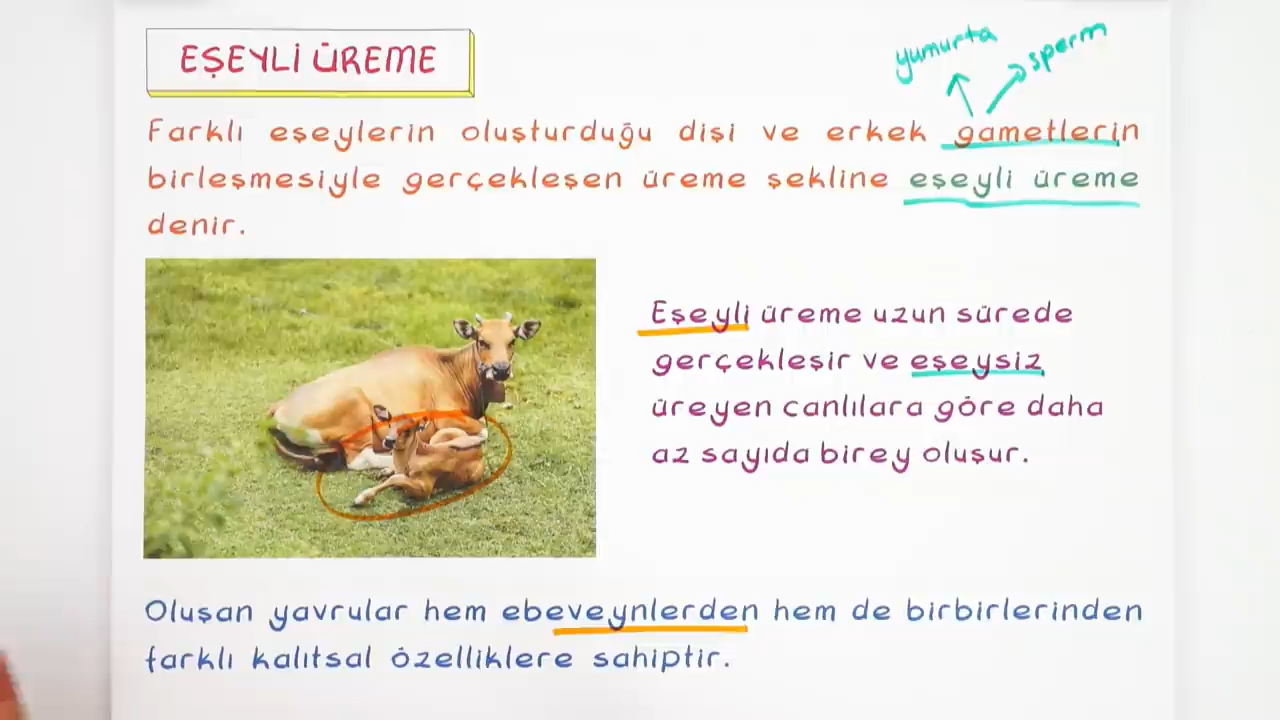 EŞEYLİ ÜREME
yumurta
sperm
Farklı eşeylerin oluşturduğu dişi ve erkek gametlerin
birleşmesiyle gerçekleşen üreme şekline eşeyli üreme
denir.
Eşeyli üreme uzun sürede
gerçekleşir ve eşeysiz
üreyen canlılara göre daha
az sayıda birey oluşur.
Oluşan yavrular hem ebeveynlerden hem de birbirlerinden
farklı kalıtsal özelliklere sahiptir.